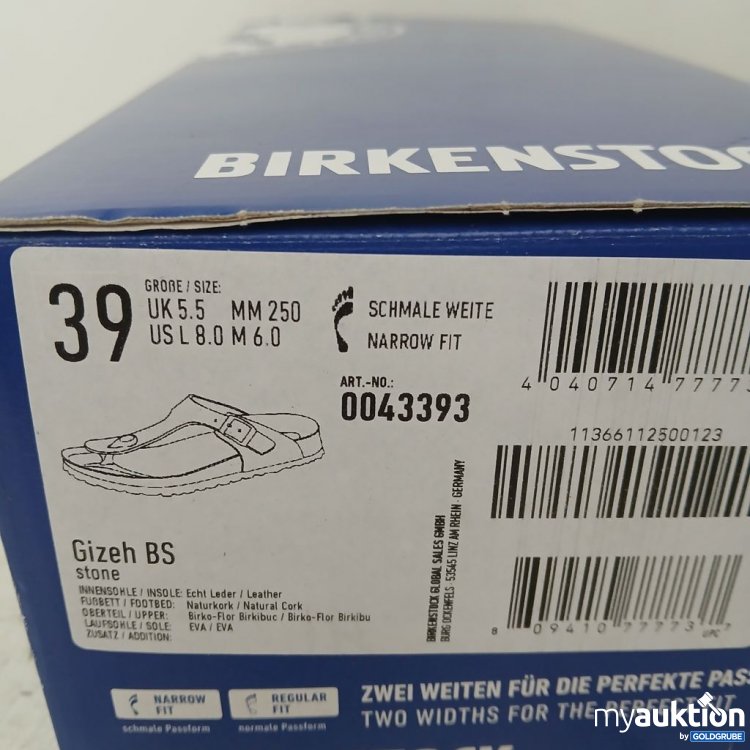 BIRKENSTOC
39
GRÖßE / SIZE:
UK 5.5 MM 250
US L 8.0 M 6.0
SCHMALE WEITE
NARROW FIT
ART.-NO.:
0043393
4 040714 77773
11366112500123
8 09410 77773 7
UPC
Gizeh BS
stone
INNENSOHLE / INSOLE: Echt Leder / Leather
FUßBETT / FOOTBED: Naturkork / Natural Cork
OBERTEIL / UPPER: Birko-Flor Birkibuc / Birko-Flor Birkibu
LAUFSOHLE / SOLE: EVA / EVA
ZUSATZ / ADDITION:
BIRKENSTOCK GLOBAL SALES GMBH
BURG OCKENFELS · 53545 LINZ AM RHEIN · GERMANY
NARROW FIT
schmale Passform
REGULAR FIT
normale Passform
ZWEI WEITEN FÜR DIE PERFEKTE PAS
TWO WIDTHS FOR THE PERFECT FIT
myauktion
by GOLDGRUBE